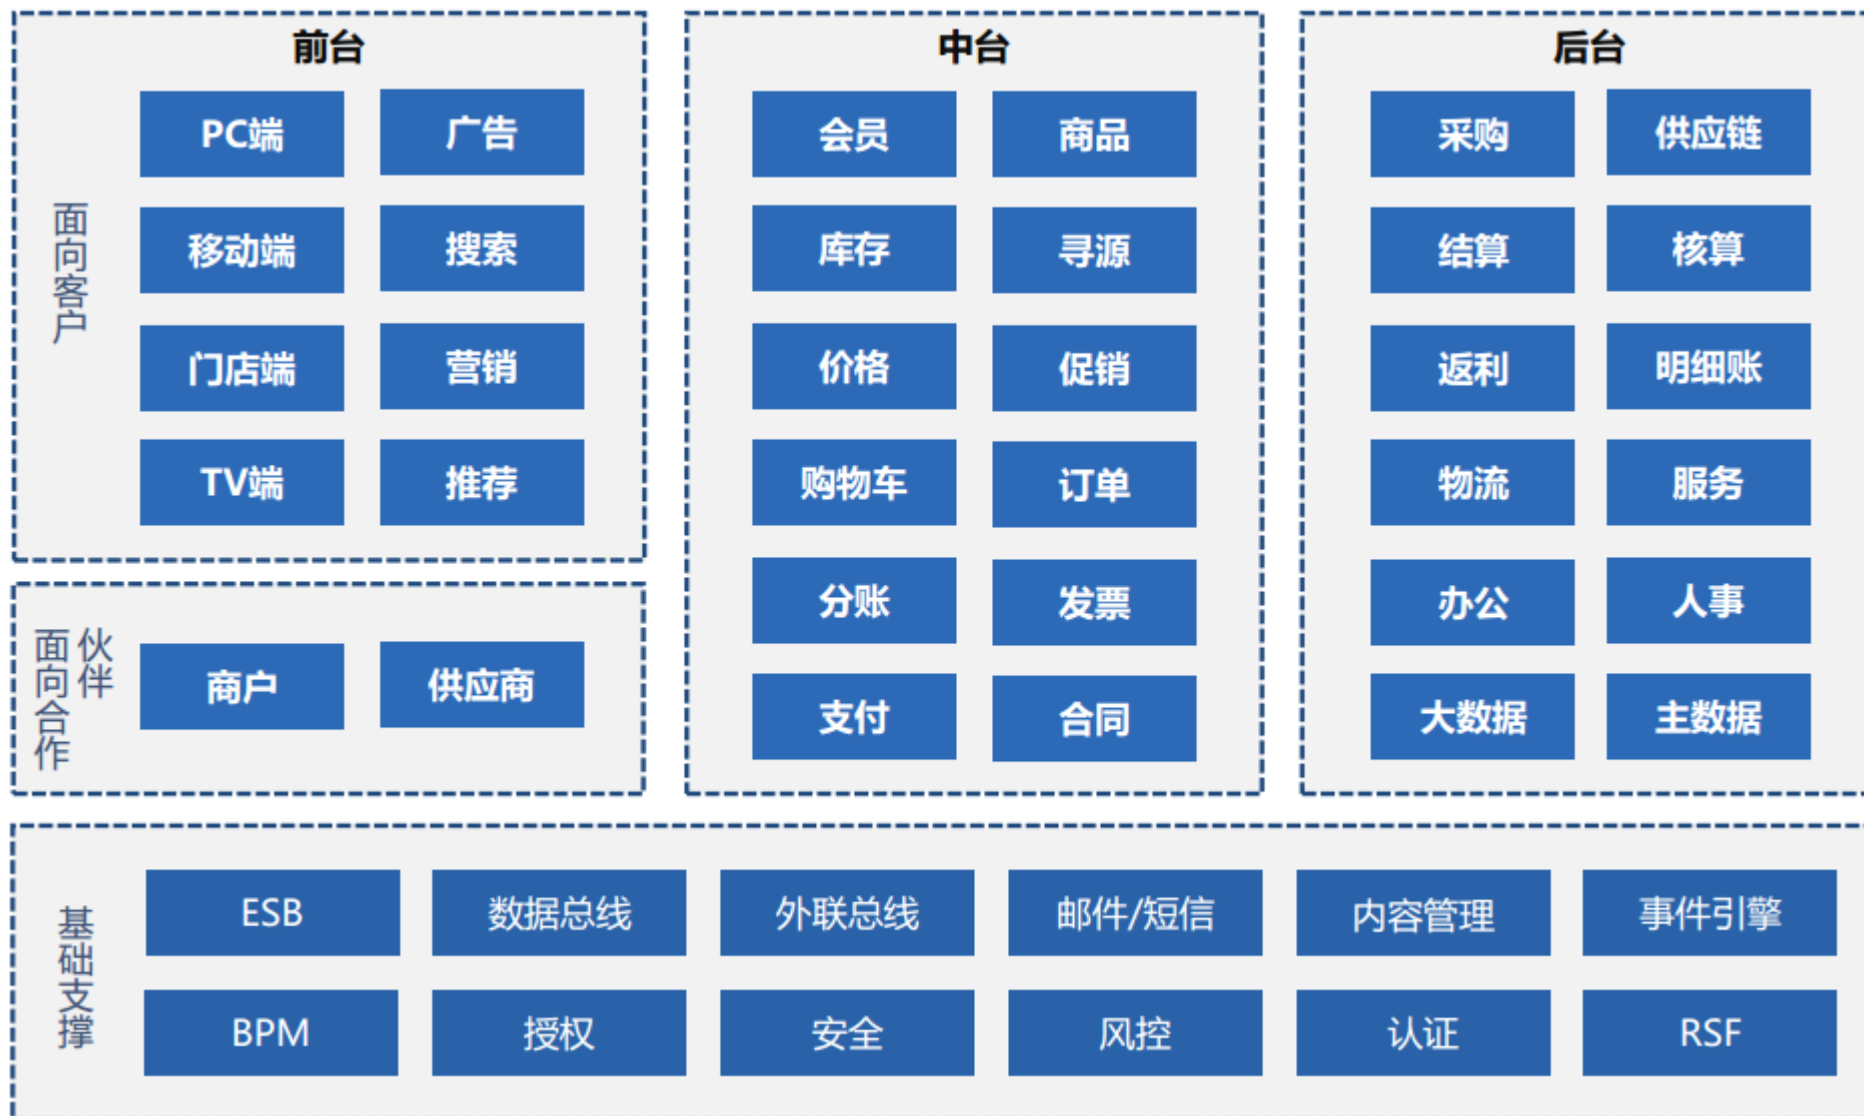 前台
面向客户
PC端
广告
移动端
搜索
门店端
营销
TV端
推荐
面向合作
伙伴
商户
供应商
中台
会员
商品
库存
寻源
价格
促销
购物车
订单
分账
发票
支付
合同
后台
采购
供应链
结算
核算
返利
明细账
物流
服务
办公
人事
大数据
主数据
基础支撑
ESB
数据总线
外联总线
邮件/短信
内容管理
事件引擎
BPM
授权
安全
风控
认证
RSF